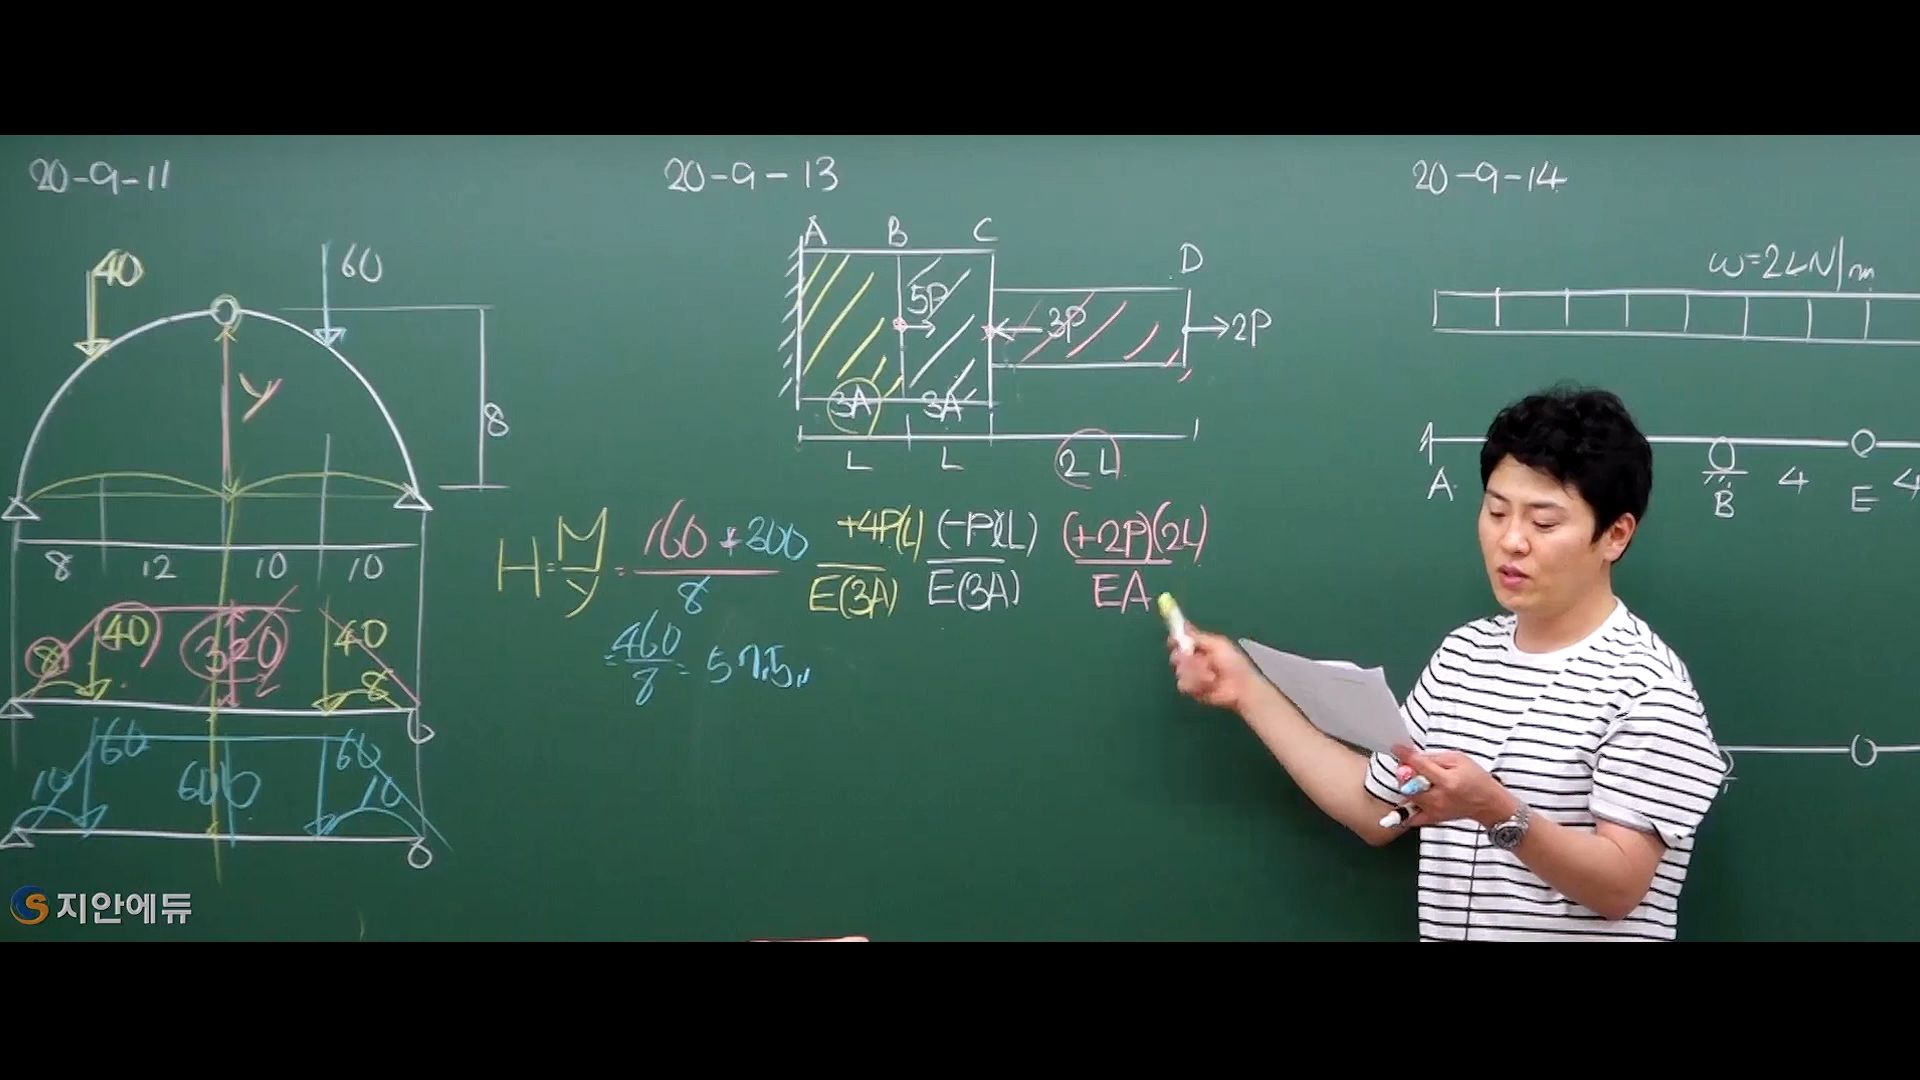 20-9-11
40
60
y
8
8 12 10 10
8 40 320 40 8
10 60 600 60 10
H = M/y = 160 + 300 / 8
= 460/8 = 57.5
20-9-13
A B C D
5P 3P 2P
3A 3A
L L 2L
+4P(L) / E(3A) (-P)(L) / E(3A) (+2P)(2L) / EA
20-9-14
w=2kN/m
A B 4 E 4
지안에듀